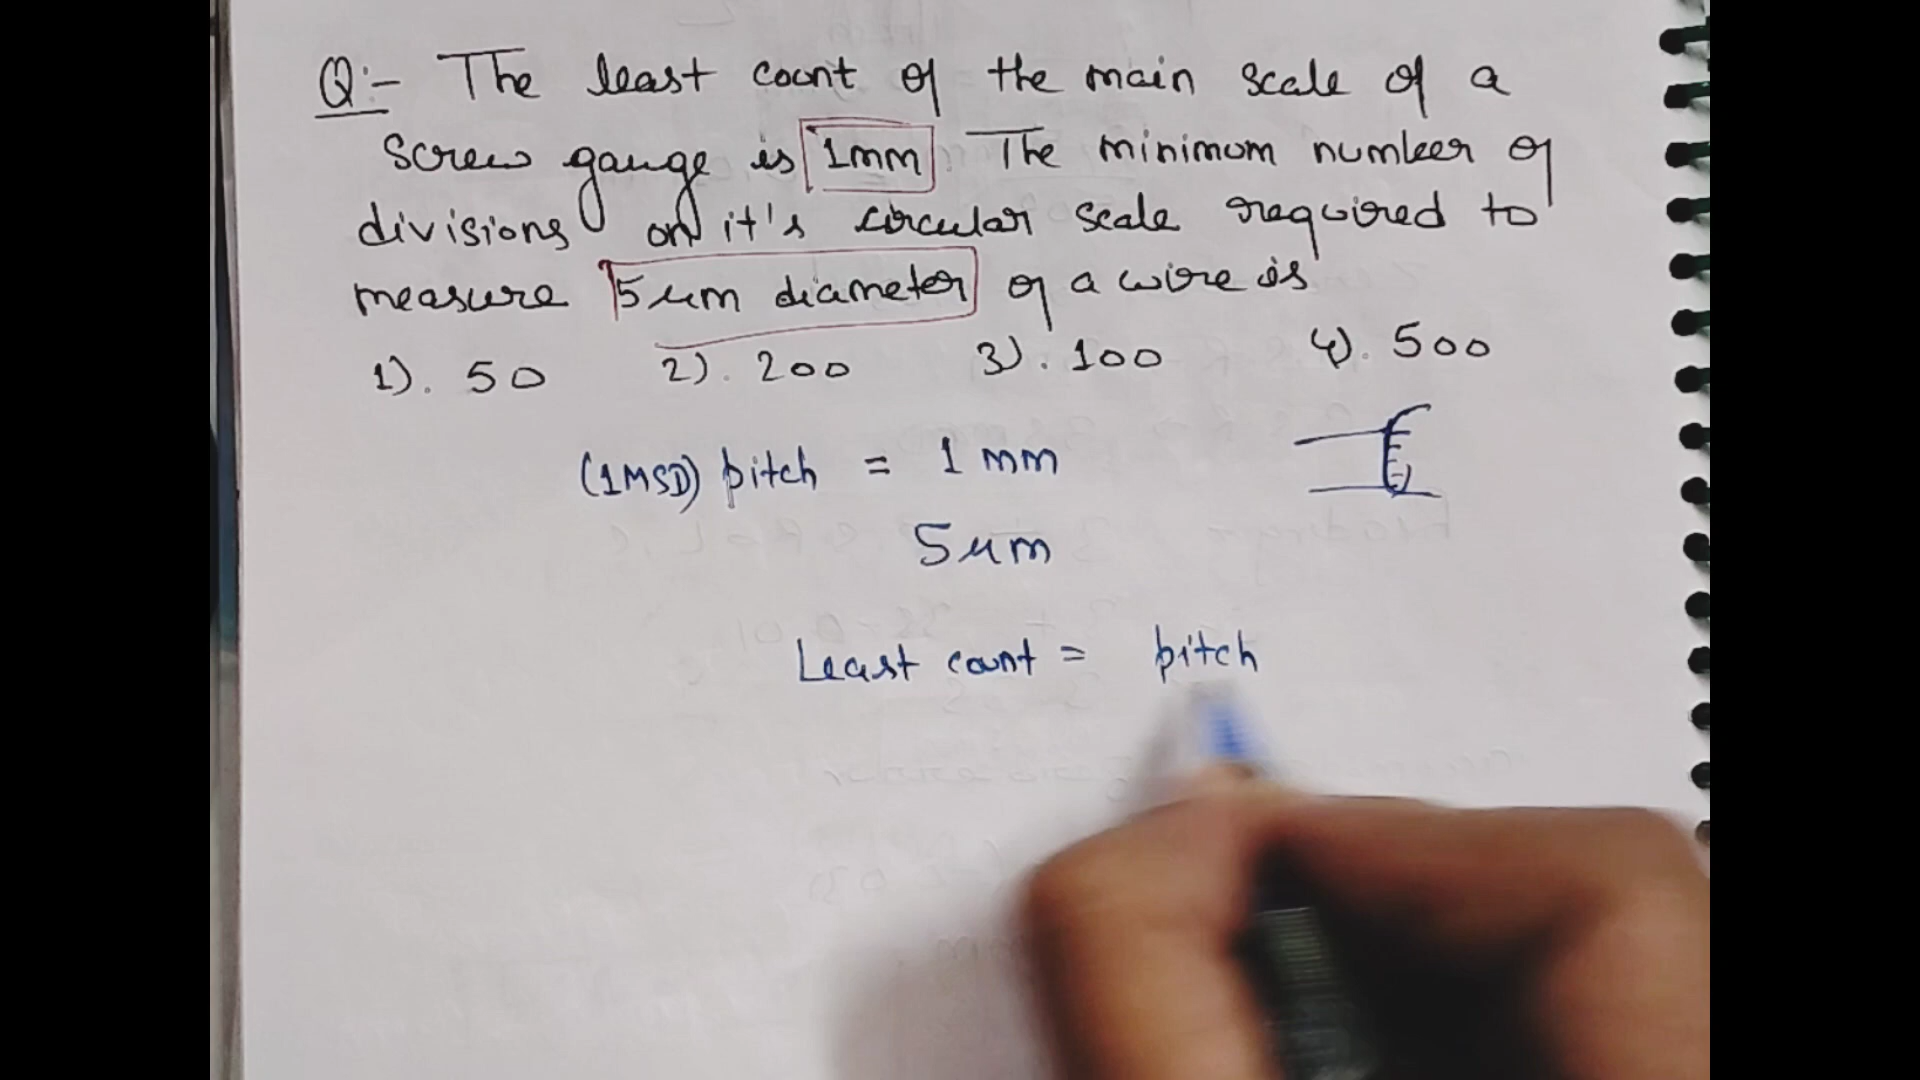 Q:- The least count of the main scale of a
screw gauge is 1mm The minimum number of
divisions on it's circular scale required to
measure 5μm diameter of a wire is
1). 50 2). 200 3). 100 4). 500
(1MSD) pitch = 1 mm
5μm
Least count = pitch